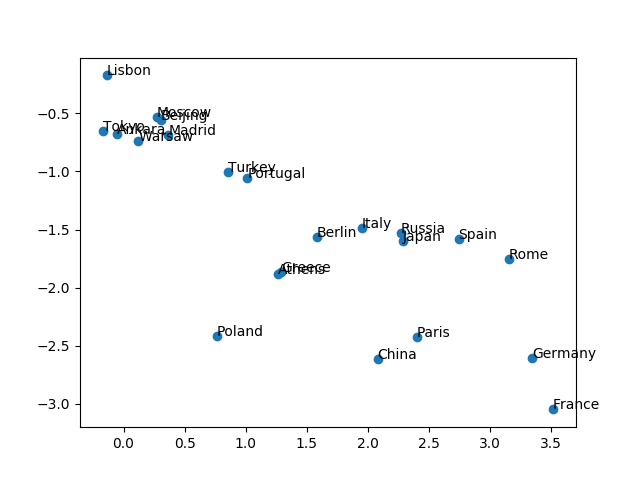 Lisbon
Moscow
Beijing
Tokyo
Ankara
Madrid
Warsaw
Turkey
Portugal
Italy
Russia
Berlin
Japan
Spain
Rome
Greece
Athens
Poland
Paris
China
Germany
France
−0.5
−1.0
−1.5
−2.0
−2.5
−3.0
0.0 0.5 1.0 1.5 2.0 2.5 3.0 3.5